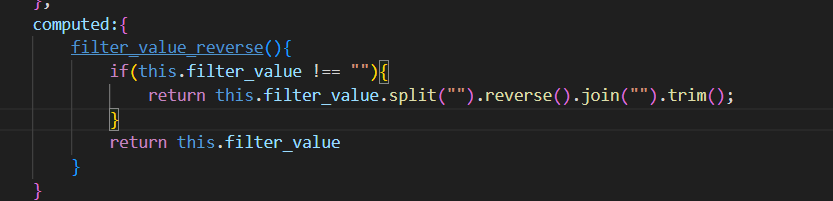 },
computed:{
filter_value_reverse(){
if(this.filter_value !== ""){
return this.filter_value.split("").reverse().join("").trim();
}
return this.filter_value
}
}